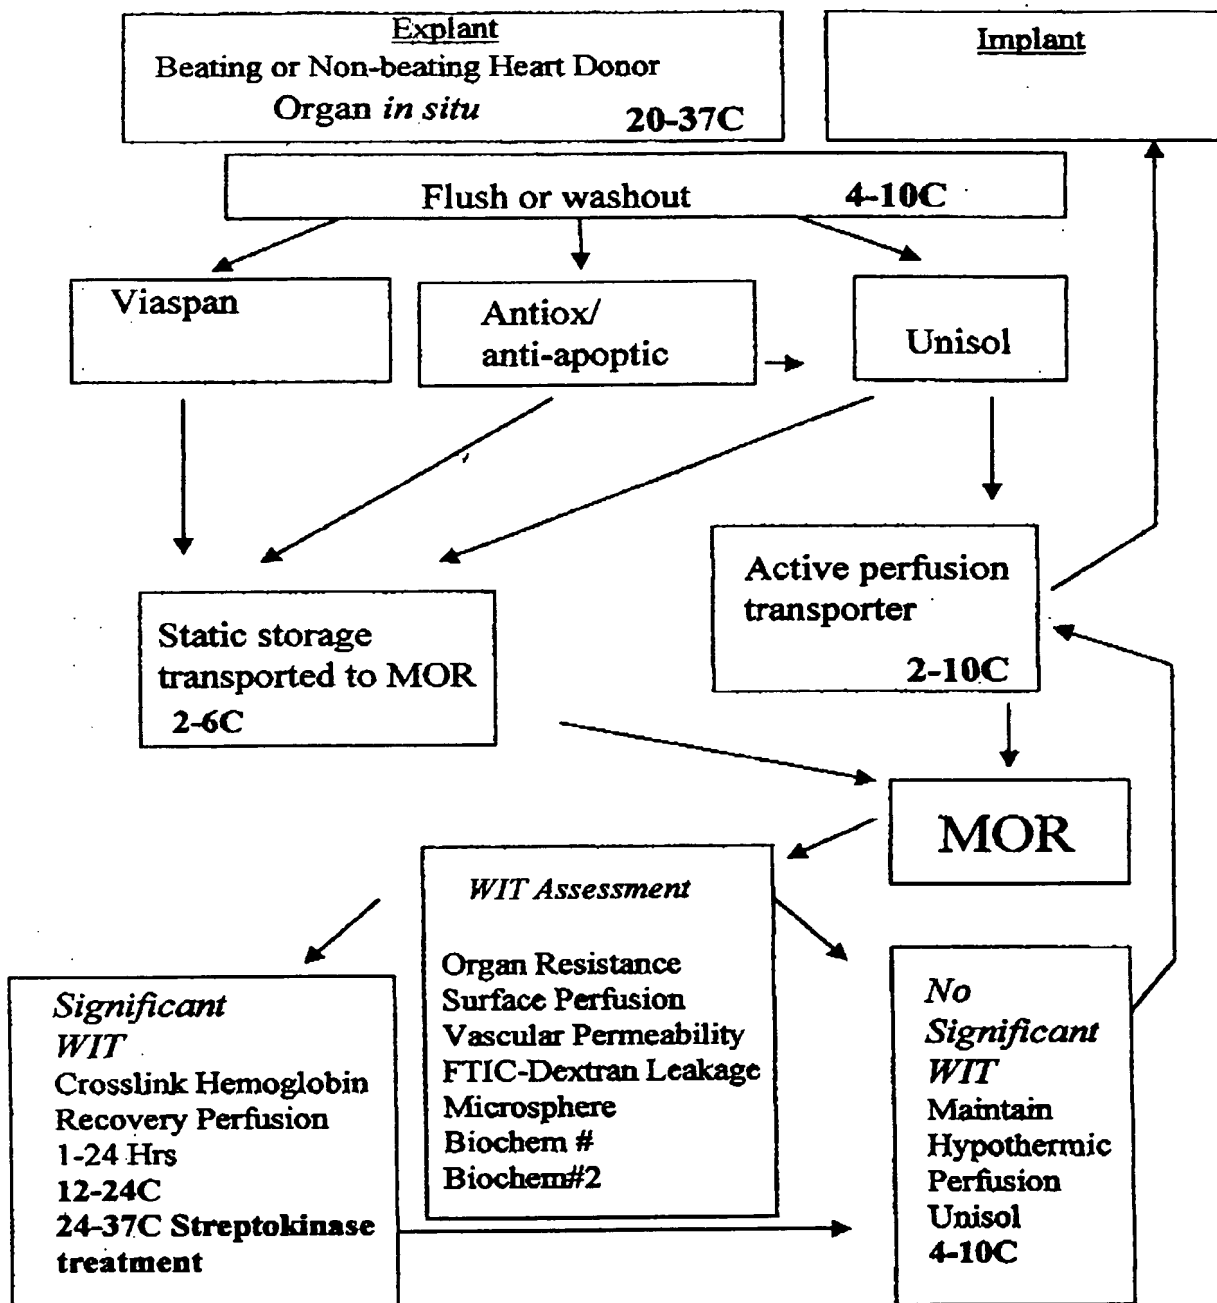 Explant
Beating or Non-beating Heart Donor
Organ in situ 20-37C
Implant
Flush or washout 4-10C
Viaspan
Antiox/
anti-apoptic
Unisol
Static storage
transported to MOR
2-6C
Active perfusion
transporter
2-10C
MOR
WIT Assessment
Organ Resistance
Surface Perfusion
Vascular Permeability
FTIC-Dextran Leakage
Microsphere
Biochem #
Biochem#2
Significant
WIT
Crosslink Hemoglobin
Recovery Perfusion
1-24 Hrs
12-24C
24-37C Streptokinase
treatment
No
Significant
WIT
Maintain
Hypothermic
Perfusion
Unisol
4-10C